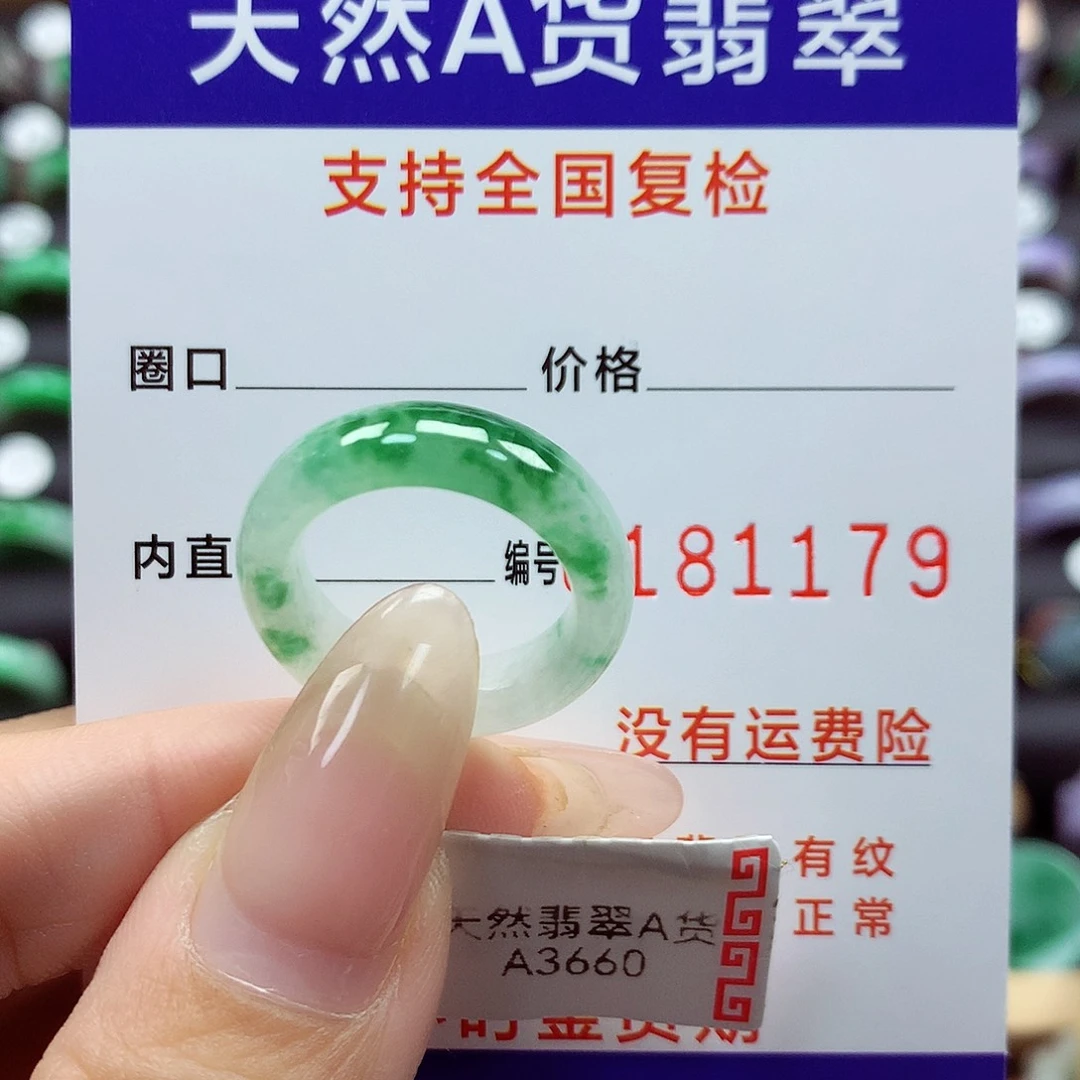 天然A货翡翠
支持全国复检
圈口 价格
内直 编号 181179
没有运费险
有纹
正常
天然翡翠A货
A3660